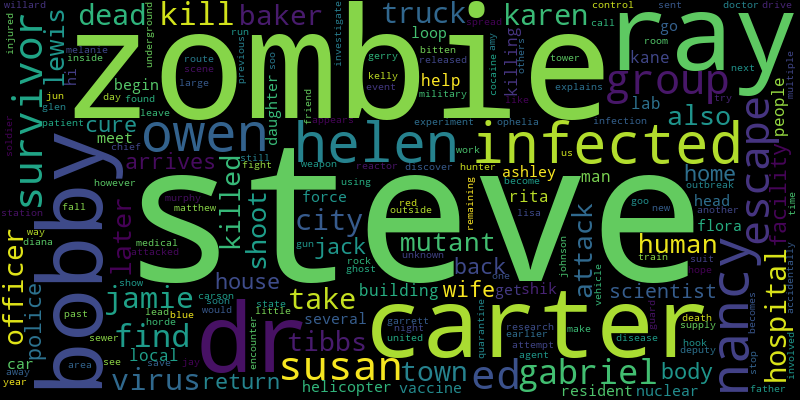 willard
injured
zombie
ray
dead
kill
baker
truck
karen
control
call
sent
doctor
drive
survivor
lewis
hi
melanie
inside
underground
run
previous
investigate
loop
gerry
bitten
released
amy
cocaine
spread
others
killing
go
room
kane
tower
next
multiple
begin
route
scene
large
jun
day
found
glen
leave
patient
cure
meet
chief
owen
daughter
soo
event
friend
kelly
military
help
explains
group
lab
try
people
appears
like
experiment
ophelia
infection
also
soldier
helen
infected
arrives
still
fight
weapon
work
reactor
discover
hunter
us
ashley
become
man
home
outbreak
head
another
escape
facility
time
bobby
however
murphy
matthew
later
killed
shoot
steve
force
using
rita
lisa
attack
nancy
station
officer
police
fall
way
diana
medical
attacked
city
gun
jack
red
outside
unknown
remaining
mutant
goo
new
flora
human
train
suit
hope
show
past
jamie
house
rock
ghost
back
one
wife
building
getshik
johnson
vehicle
scientist
guard
hospital
accidentally
find
lead
horde
blue
carson
would
dr
state
little
take
several
tibbs
carter
night
garrett
united
quarantine
research
earlier
attempt
agent
make
disease
death
supply
hook
deputy
becomes
stop
car
away
year
local
sewer
see
area
save
virus
jay
return
encounter
susan
helicopter
town
vaccine
ed
gabriel
resident
nuclear
body
father
involved